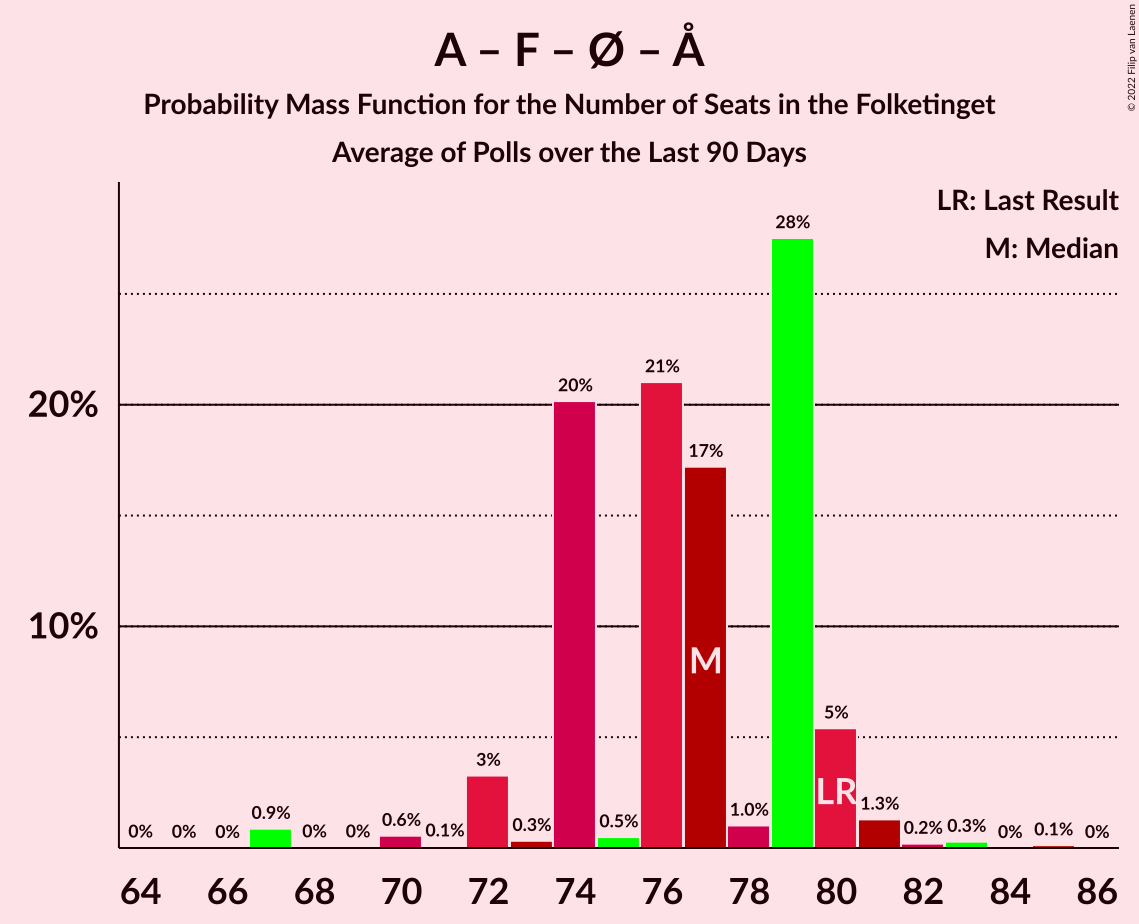 A – F – Ø – Å
Probability Mass Function for the Number of Seats in the Folketinget
Average of Polls over the Last 90 Days
© 2022 Filip van Laenen
LR: Last Result
M: Median
28%
21%
20%
20%
17%
10%
M
5%
3%
LR
0% 0% 0% 0.9% 0% 0% 0.6% 0.1% 0.3% 0.5% 1.0% 1.3% 0.2% 0.3% 0% 0.1% 0%
64 66 68 70 72 74 76 78 80 82 84 86